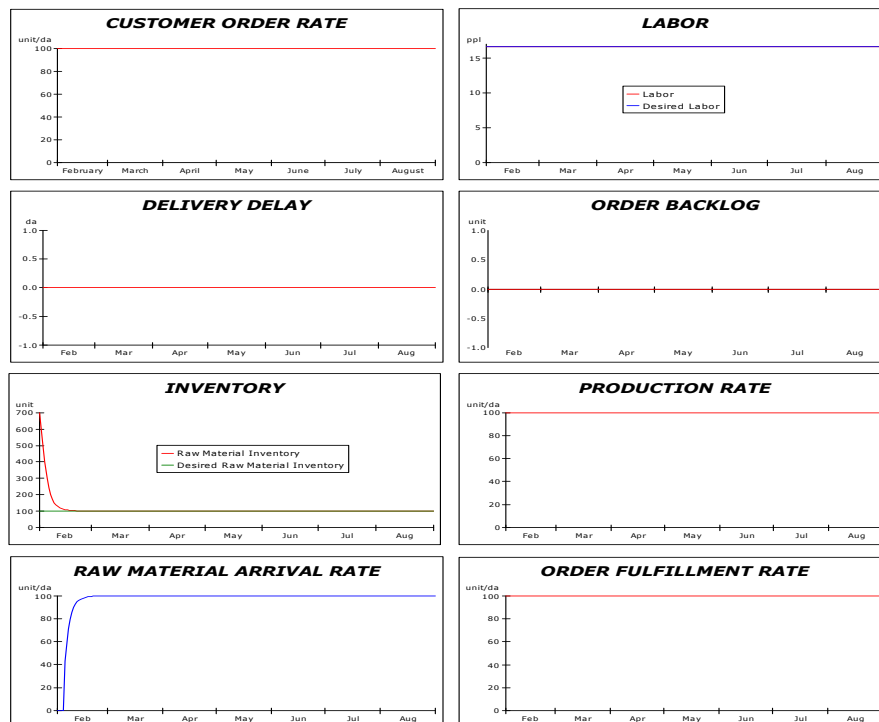 CUSTOMER ORDER RATE
unit/da
100
80
60
40
20
0
February March April May June July August
LABOR
ppl
15
10
5
0
Labor
Desired Labor
Feb Mar Apr May Jun Jul Aug
DELIVERY DELAY
da
1.0
0.5
0.0
-0.5
-1.0
Feb Mar Apr May Jun Jul Aug
ORDER BACKLOG
unit
1.0
0.5
0.0
-0.5
-1.0
Feb Mar Apr May Jun Jul Aug
INVENTORY
unit
700
600
500
400
300
200
100
0
Raw Material Inventory
Desired Raw Material Inventory
Feb Mar Apr May Jun Jul Aug
PRODUCTION RATE
unit/da
100
80
60
40
20
0
Feb Mar Apr May Jun Jul Aug
RAW MATERIAL ARRIVAL RATE
unit/da
100
80
60
40
20
0
Feb Mar Apr May Jun Jul Aug
ORDER FULFILLMENT RATE
unit/da
100
80
60
40
20
0
Feb Mar Apr May Jun Jul Aug